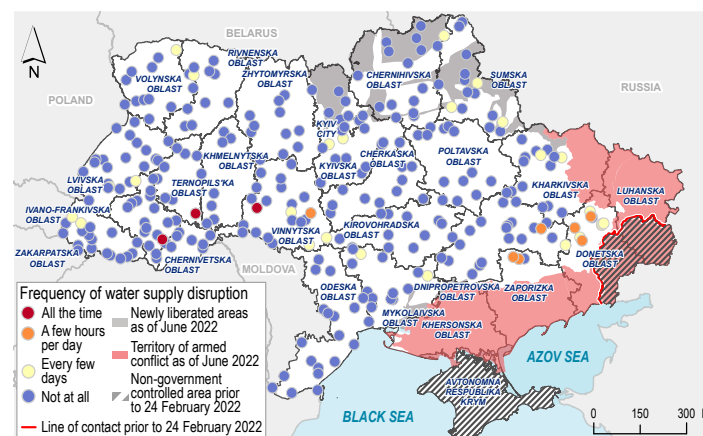 BELARUS
N
RIVNENSKA
OBLAST
VOLYNSKA
OBLAST
ZHYTOMYRSKA
OBLAST
CHERNIHIVSKA
OBLAST
SUMSKA
OBLAST
RUSSIA
POLAND
KYIV
CITY
KHMELNYTSKA
OBLAST
KYIVSKA
OBLAST
CHERKASKA
OBLAST
POLTAVSKA
OBLAST
LVIVSKA
OBLAST
TERNOPILS'KA
OBLAST
KHARKIVSKA
OBLAST
LUHANSKA
OBLAST
IVANO-FRANKIVSKA
OBLAST
VINNYTSKA
OBLAST
KIROVOHRADSKA
OBLAST
ZAKARPATSKA
OBLAST
CHERNIVETSKA
OBLAST
DONETSKA
OBLAST
MOLDOVA
ODESKA
OBLAST
DNIPROPETROVSKA
OBLAST
ZAPORIZKA
OBLAST
MYKOLAIVSKA
OBLAST
KHERSONSKA
OBLAST
AZOV SEA
AVTONOMNA
RESPUBLIKA
KRYM
BLACK SEA
Frequency of water supply disruption
All the time
A few hours
per day
Every few
days
Not at all
Newly liberated areas
as of June 2022
Territory of armed
conflict as of June 2022
Non-government
controlled area prior
to 24 February 2022
Line of contact prior to 24 February 2022
0 150 300